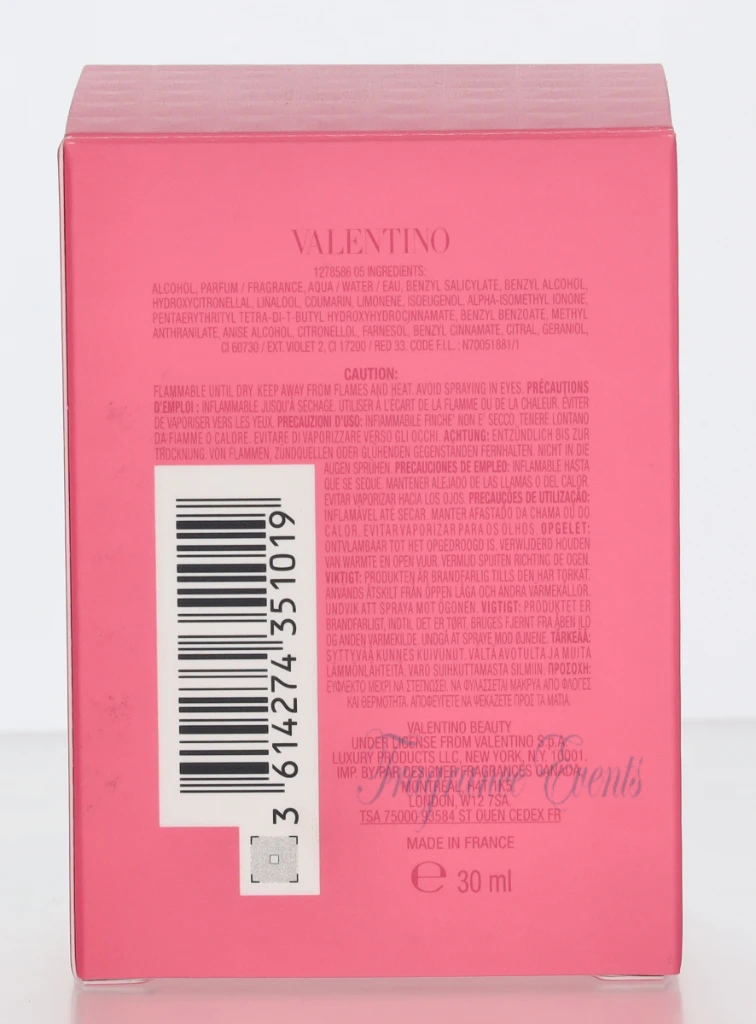 VALENTINO
1278586 05 INGREDIENTS:
ALCOHOL, PARFUM / FRAGRANCE, AQUA / WATER / EAU, BENZYL SALICYLATE, BENZYL ALCOHOL,
HYDROXYCITRONELLAL, LINALOOL, COUMARIN, LIMONENE, ISOEUGENOL, ALPHA-ISOMETHYL IONONE,
PENTAERYTHRITYL TETRA-DI-T-BUTYL HYDROXYHYDROCINNAMATE, BENZYL BENZOATE, METHYL
ANTHRANILATE, ANISE ALCOHOL, CITRONELLOL, FARNESOL, BENZYL CINNAMATE, CITRAL, GERANIOL,
CI 60730 / EXT. VIOLET 2, CI 17200 / RED 33. CODE F.I.L. : N70051881/1
CAUTION:
FLAMMABLE UNTIL DRY. KEEP AWAY FROM FLAMES AND HEAT. AVOID SPRAYING IN EYES. PRÉCAUTIONS
D'EMPLOI : INFLAMMABLE JUSQU'À SÉCHAGE. UTILISER À L'ÉCART DE LA FLAMME OU DE LA CHALEUR. ÉVITER
DE VAPORISER VERS LES YEUX. PRECAUZIONI D'USO: INFIAMMABILE FINCHE' NON E' SECCO. TENERE LONTANO
DA FIAMME O CALORE. EVITARE DI VAPORIZZARE VERSO GLI OCCHI. ACHTUNG: ENTZÜNDLICH BIS ZUR
TROCKNUNG. VON FLAMMEN, ZÜNDQUELLEN ODER GLÜHENDEN GEGENSTÄNDEN FERNHALTEN. NICHT IN DIE
AUGEN SPRÜHEN. PRECAUCIONES DE EMPLEO: INFLAMABLE HASTA
QUE SE SEQUE. MANTENER ALEJADO DE LAS LLAMAS O DEL CALOR.
EVITAR VAPORIZAR HACIA LOS OJOS. PRECAUÇÕES DE UTILIZAÇÃO:
INFLAMÁVEL ATÉ SECAR. MANTER AFASTADO DA CHAMA OU DO
CALOR. EVITAR VAPORIZAR PARA OS OLHOS. OPGELET:
ONTVLAMBAAR TOT HET OPGEDROOGD IS. VERWIJDERD HOUDEN
VAN WARMTE EN OPEN VUUR. VERMIJD SPUITEN RICHTING DE OGEN.
VIKTIGT: PRODUKTEN ÄR BRANDFARLIG TILLS DEN HAR TORKAT.
ANVÄNDS ÅTSKILT FRÅN ÖPPEN LÅGA OCH ANDRA VÄRMEKÄLLOR.
UNDVIK ATT SPRAYA MOT ÖGONEN. VIGTIGT: PRODUKTET ER
BRANDFARLIGT, INDTIL DET ER TØRT. BRUGES FJERNT FRA ÅBEN ILD
OG ANDEN VARMEKILDE. UNDGÅ AT SPRAYE MOD ØJNENE. TÄRKEÄÄ:
SYTTYVÄÄ KUNNES KUIVUNUT. VÄLTÄ AVOTULTA JA MUITA
LÄMMÖNLÄHTEITÄ. VARO SUIHKUTTAMASTA SILMIIN. ΠΡΟΣΟΧΗ:
ΕΥΦΛΕΚΤΟ ΜΕΧΡΙ ΝΑ ΣΤΕΓΝΩΣΕΙ. ΝΑ ΦΥΛΑΣΣΕΤΑΙ ΜΑΚΡΥΑ ΑΠΟ ΦΛΟΓΕΣ
ΚΑΙ ΘΕΡΜΟΤΗΤΑ. ΑΠΟΦΕΥΓΕΤΕ ΝΑ ΨΕΚΑΖΕΤΕ ΠΡΟΣ ΤΑ ΜΑΤΙΑ.
3 614274 351019
VALENTINO BEAUTY
UNDER LICENSE FROM VALENTINO S.p.A.
LUXURY PRODUCTS LLC, NEW YORK, N.Y. 10001.
IMP. BY/PAR DESIGNER FRAGRANCES CANADA,
MONTRÉAL
LONDON, W12 7SA.
TSA 75000 93584 ST OUEN CEDEX FR
Fragrance Events
MADE IN FRANCE
℮ 30 ml